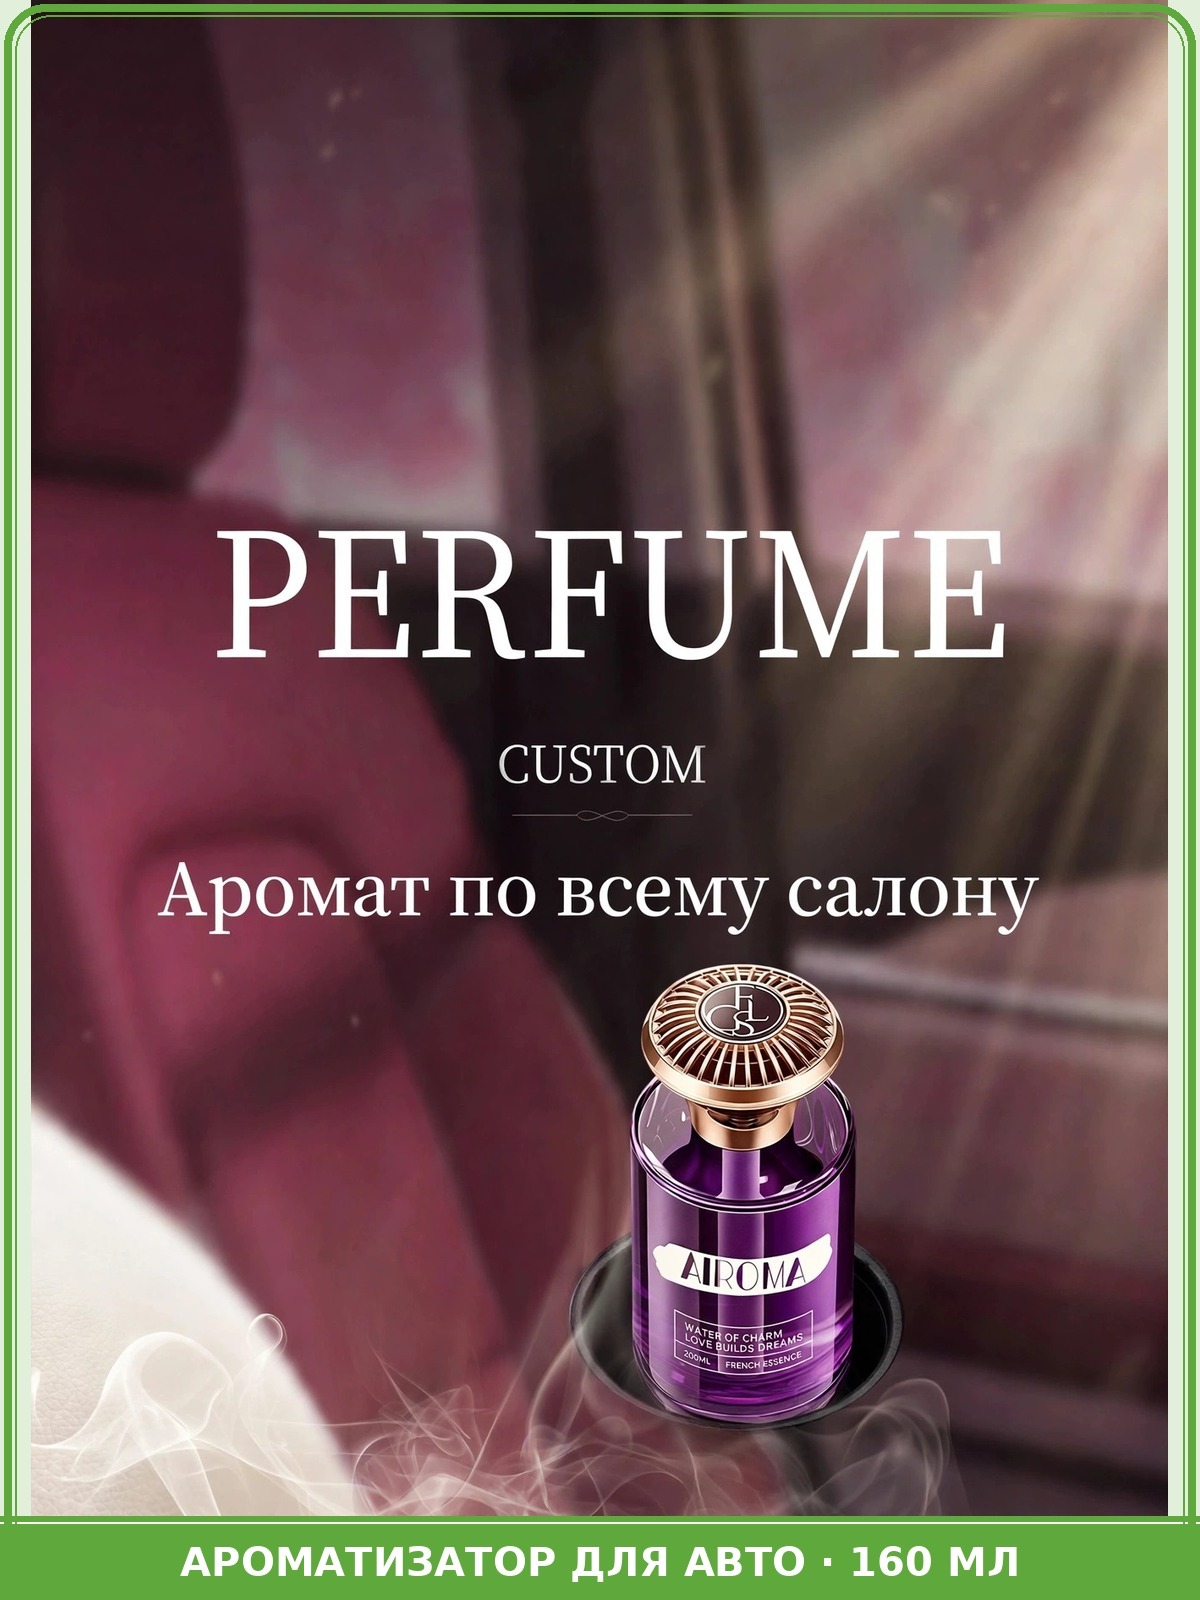 PERFUME
CUSTOM
Аромат по всему салону
AIROMA
WATER OF CHARM
LOVE BUILDS DREAMS
200ML FRENCH ESSENCE
АРОМАТИЗАТОР ДЛЯ АВТО · 160 МЛ